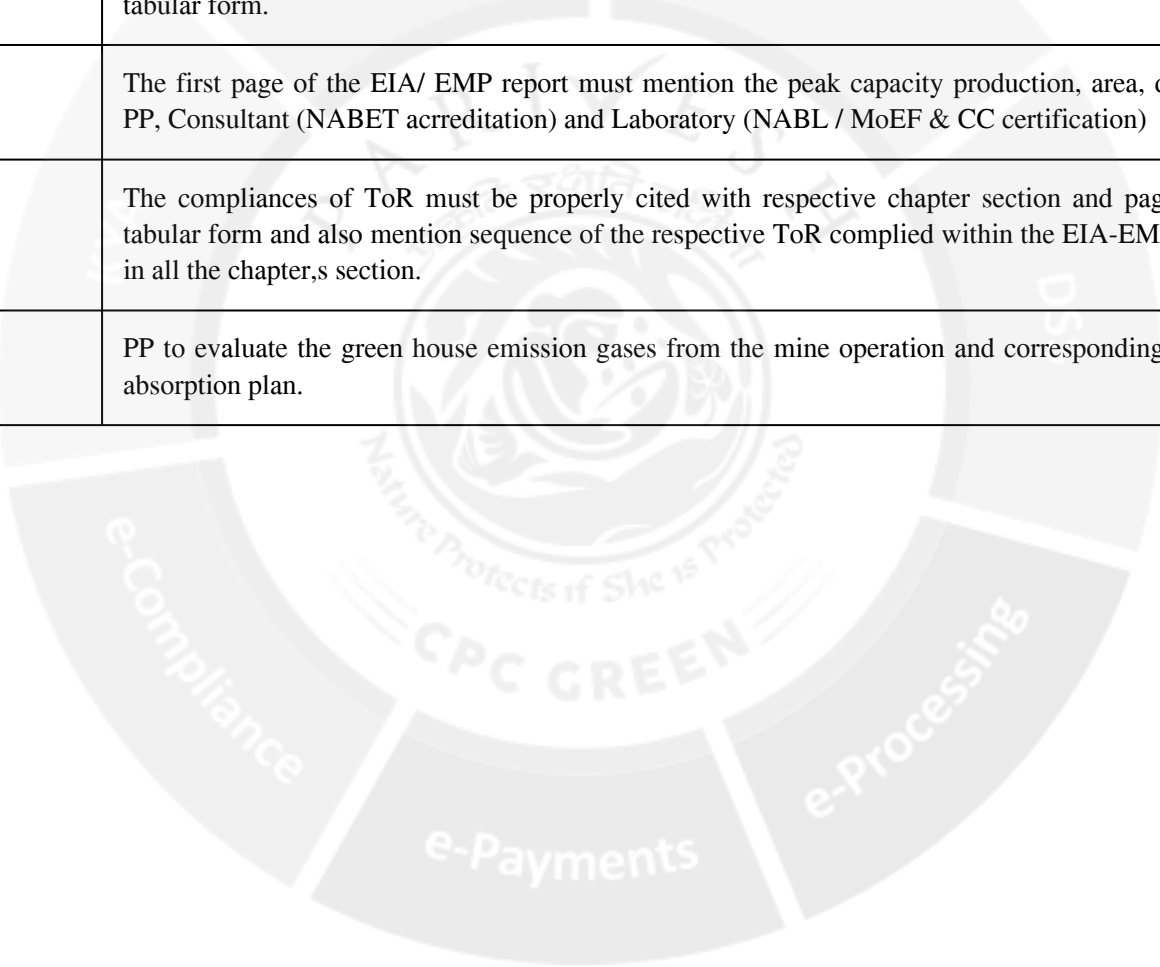 tabular form.
The first page of the EIA/ EMP report must mention the peak capacity production, area,
PP, Consultant (NABET acrreditation) and Laboratory (NABL / MoEF & CC certification)
The compliances of ToR must be properly cited with respective chapter section and pag
tabular form and also mention sequence of the respective ToR complied within the EIA-EM
in all the chapter,s section.
PP to evaluate the green house emission gases from the mine operation and corresponding
absorption plan.
PARIVESH
DSS
Nature Protects if She is Protected
CPC GREEN
e-Compliance
e-Payments
e-Processing